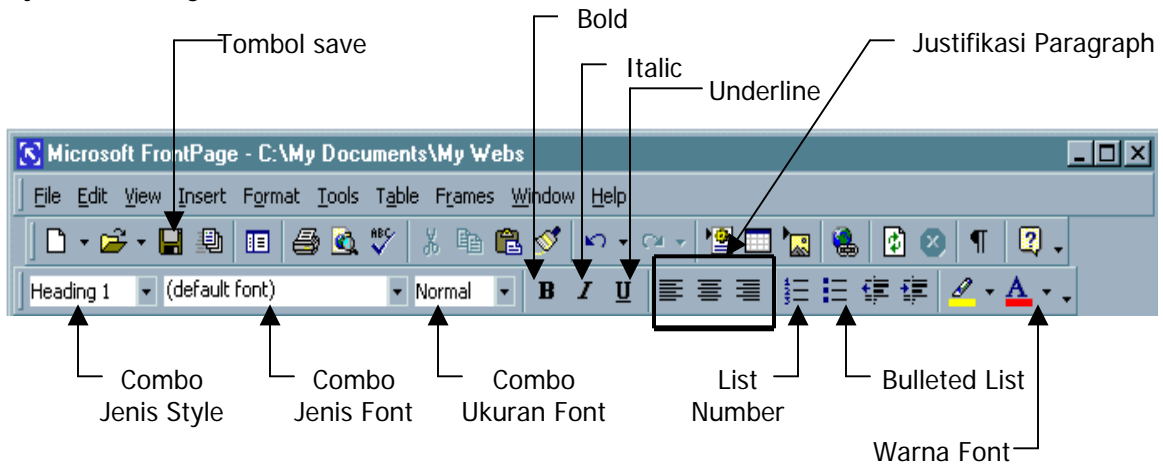 Bold
Tombol save
Justifikasi Paragraph
Italic
Underline
Microsoft FrontPage - C:\My Documents\My Webs
File Edit View Insert Format Tools Table Frames Window Help
ABC
Heading 1 (default font) Normal B I U A
Combo Jenis Style
Combo Jenis Font
Combo Ukuran Font
List Number
Bulleted List
Warna Font